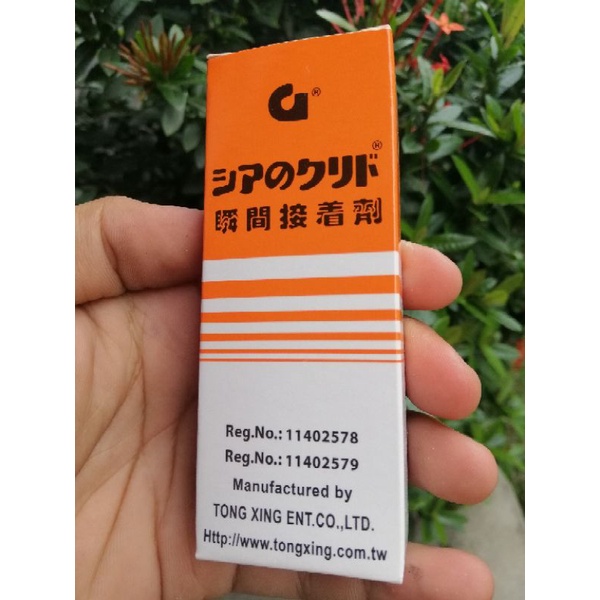 G®
シアのクリド®
瞬間接着劑
Reg.No.: 11402578
Reg.No.: 11402579
Manufactured by
TONG XING ENT.CO.,LTD.
Http://www.tongxing.com.tw